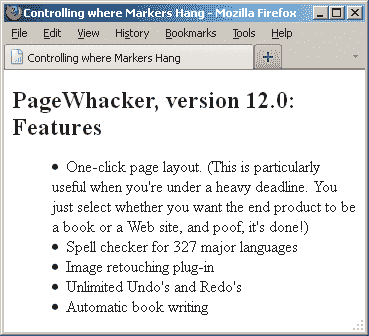 Controlling where Markers Hang - Mozilla Firefox
File Edit View History Bookmarks Tools Help
Controlling where Markers Hang
PageWhacker, version 12.0:
Features
• One-click page layout. (This is particularly
useful when you're under a heavy deadline. You
just select whether you want the end product to be
a book or a Web site, and poof, it's done!)
• Spell checker for 327 major languages
• Image retouching plug-in
• Unlimited Undo's and Redo's
• Automatic book writing